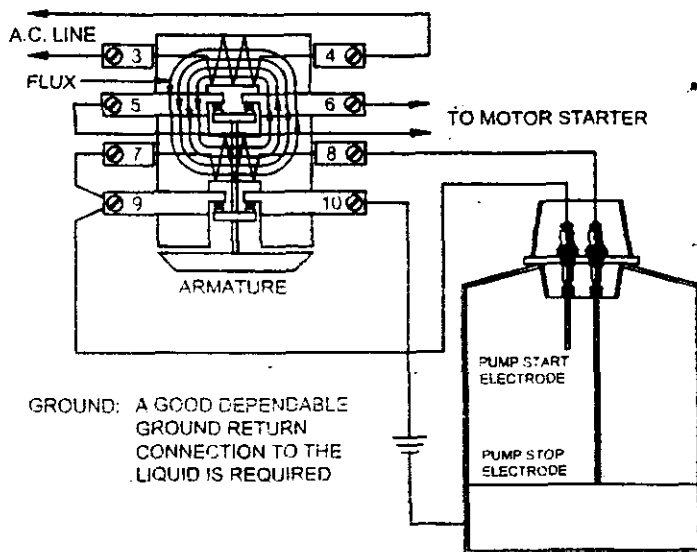 A.C. LINE
3
4
FLUX
5
6
TO MOTOR STARTER
7
8
9
10
ARMATURE
PUMP START
ELECTRODE
GROUND: A GOOD DEPENDABLE
GROUND RETURN
CONNECTION TO THE
LIQUID IS REQUIRED
PUMP STOP
ELECTRODE